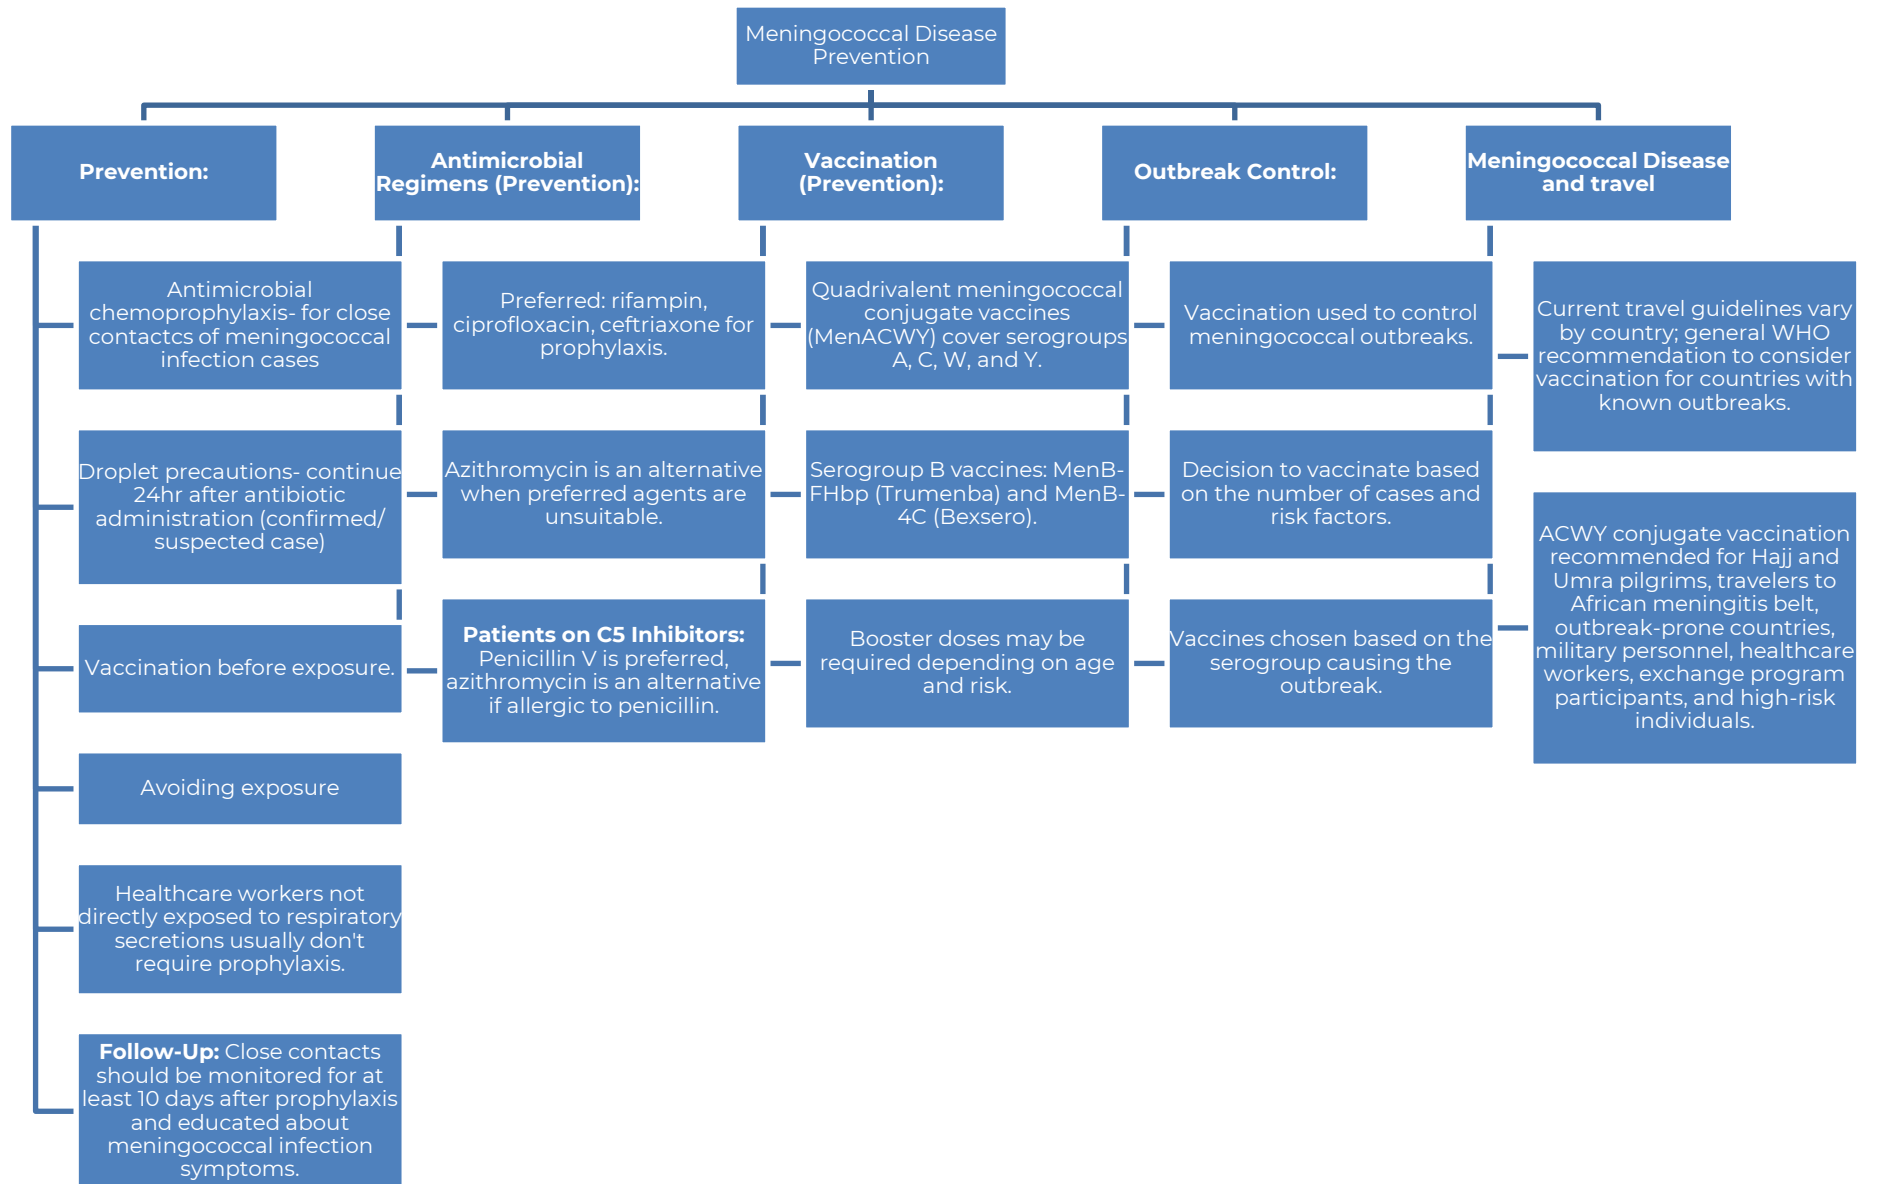 Meningococcal Disease
Prevention
Prevention:
Antimicrobial
chemoprophylaxis- for close
contactcs of meningococcal
infection cases
Droplet precautions- continue
24hr after antibiotic
administration (confirmed/
suspected case)
Vaccination before exposure.
Avoiding exposure
Healthcare workers not
directly exposed to respiratory
secretions usually don't
require prophylaxis.
Follow-Up: Close contacts
should be monitored for at
least 10 days after prophylaxis
and educated about
meningococcal infection
symptoms.
Antimicrobial
Regimens (Prevention):
Preferred: rifampin,
ciprofloxacin, ceftriaxone for
prophylaxis.
Azithromycin is an alternative
when preferred agents are
unsuitable.
Patients on C5 Inhibitors:
Penicillin V is preferred,
azithromycin is an alternative
if allergic to penicillin.
Vaccination
(Prevention):
Quadrivalent meningococcal
conjugate vaccines
(MenACWY) cover serogroups
A, C, W, and Y.
Serogroup B vaccines: MenB-
FHbp (Trumenba) and MenB-
4C (Bexsero).
Booster doses may be
required depending on age
and risk.
Outbreak Control:
Vaccination used to control
meningococcal outbreaks.
Decision to vaccinate based
on the number of cases and
risk factors.
Vaccines chosen based on the
serogroup causing the
outbreak.
Meningococcal Disease
and travel
Current travel guidelines vary
by country; general WHO
recommendation to consider
vaccination for countries with
known outbreaks.
ACWY conjugate vaccination
recommended for Hajj and
Umra pilgrims, travelers to
African meningitis belt,
outbreak-prone countries,
military personnel, healthcare
workers, exchange program
participants, and high-risk
individuals.